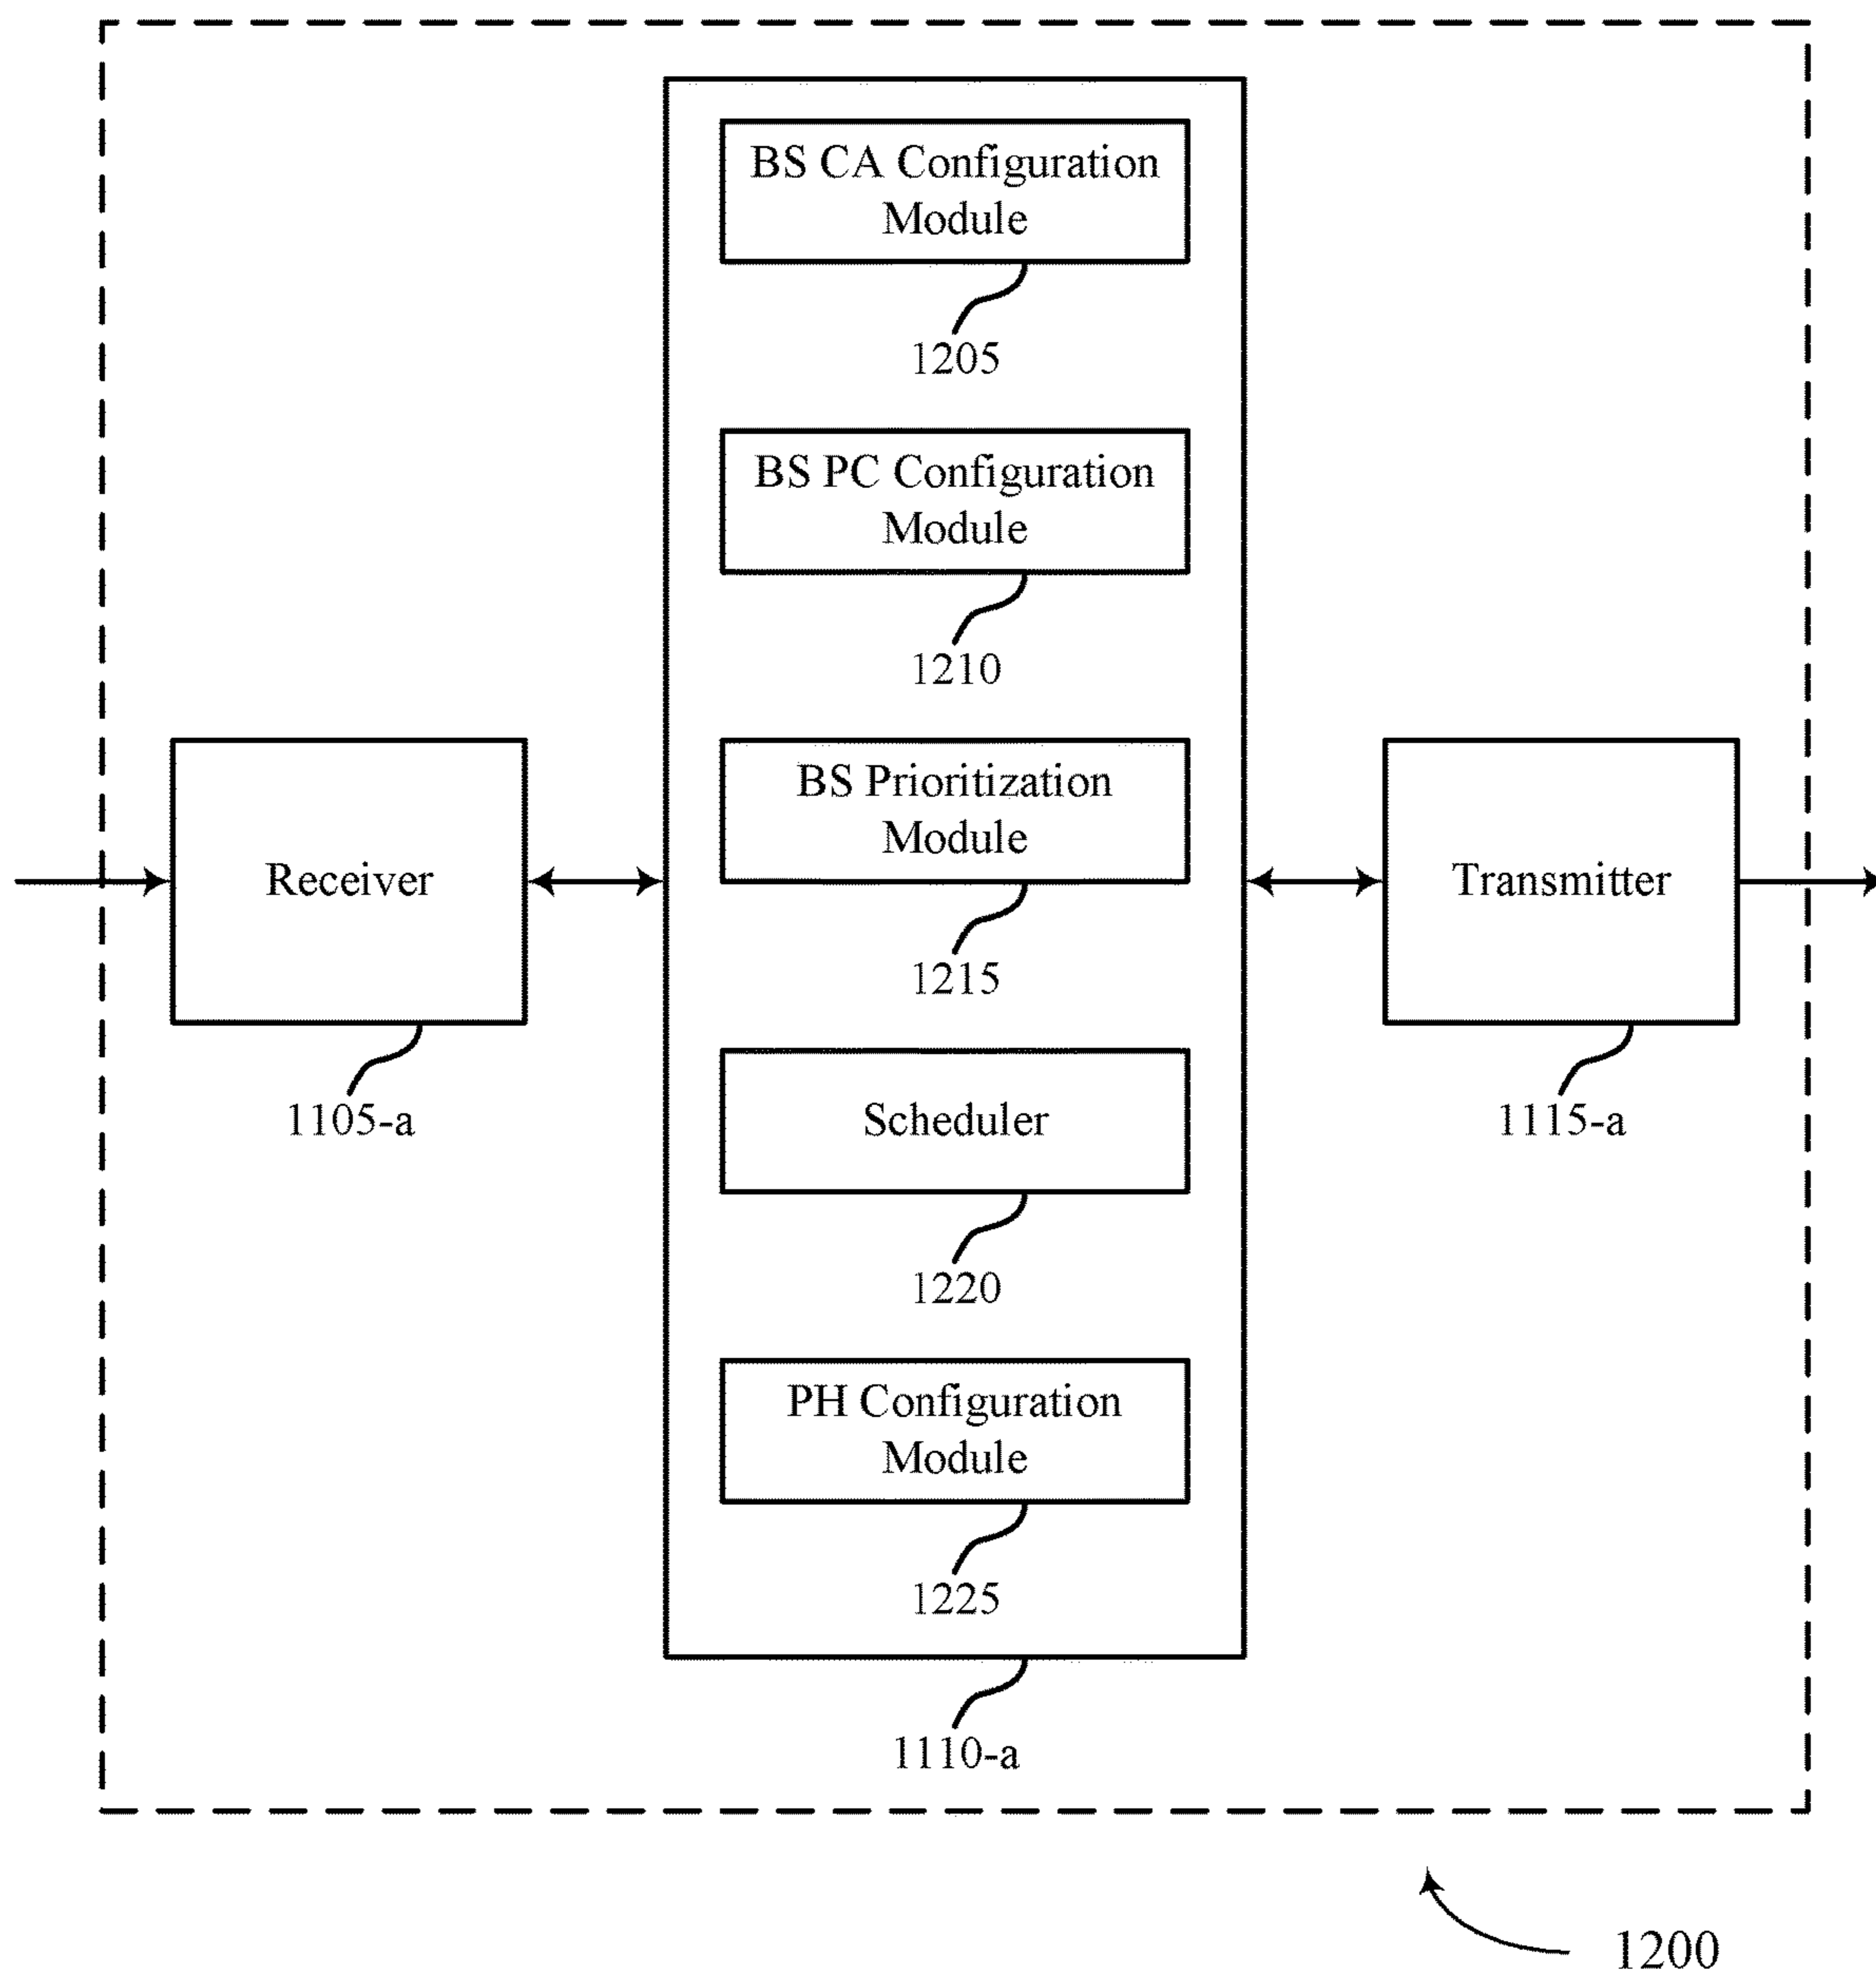 BS CA Configuration
Module
1205
BS PC Configuration
Module
1210
BS Prioritization
Module
1215
Receiver
1105-a
Transmitter
1115-a
Scheduler
1220
PH Configuration
Module
1225
1110-a
1200